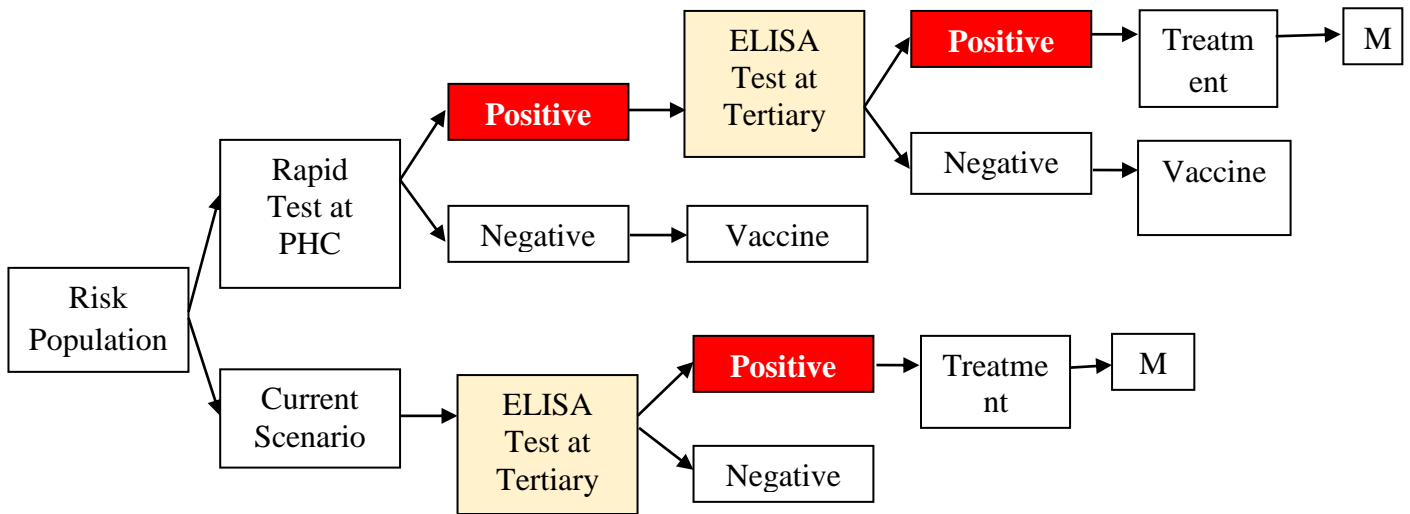 Risk
Population
Rapid
Test at
PHC
Positive
ELISA
Test at
Tertiary
Positive
Treatm
ent
M
Negative
Vaccine
Negative
Vaccine
Current
Scenario
ELISA
Test at
Tertiary
Positive
Treatme
nt
M
Negative